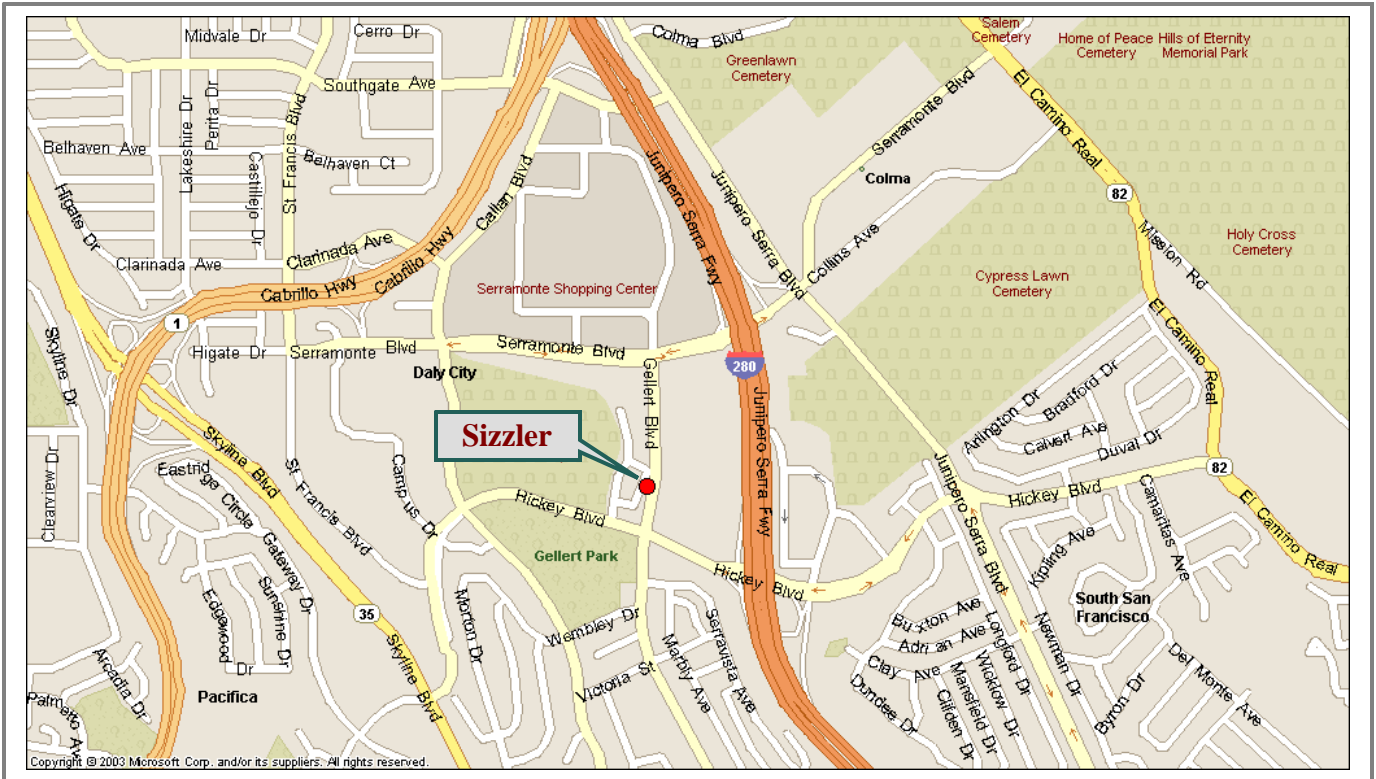 Midvale Dr
Cerro Dr
Colma Blvd
Salem
Cemetery
Home of Peace
Cemetery
Hills of Eternity
Memorial Park
Greenlawn
Cemetery
Southgate Ave
El Camino Real
Lakeshire Dr
Perita Dr
St Francis Blvd
Serramonte Blvd
Belhaven Ave
Belhaven Ct
Castillejo Dr
Callan Blvd
Junipero Serra Fwy
Junipero Serra Blvd
Colma
82
Higate Dr
Mission Rd
Holy Cross
Cemetery
Clarinada Ave
Clarinada Ave
Cabrillo Hwy
Cabrillo Hwy
Collins Ave
Cypress Lawn
Cemetery
Serramonte Shopping Center
1
El Camino Real
Skyline Dr
Higate Dr
Serramonte Blvd
Serramonte Blvd
Daly City
Gellert Blvd
280
Junipero Serra Fwy
Sizzler
Arlington Dr
Bradford Dr
Calvert Ave
Duval Dr
82
Clearview Dr
Skyline Blvd
Eastridge Circle
St Francis Blvd
Campus Dr
Hickey Blvd
Junipero Serra Blvd
Hickey Blvd
Camaritas Ave
El Camino Real
Gateway Dr
Gellert Park
Hickey Blvd
Kipling Ave
Edgewood Dr
Sunshine Dr
35
Morton Dr
Wembley Dr
Serravista Ave
Marbly Ave
Victoria St
South San
Francisco
Buxton Ave
Adrian Ave
Longford Dr
Newman Dr
Clay Ave
Dundee Dr
Wicklow Dr
Mansfield Dr
Clifden Dr
Byron Dr
Del Monte Ave
Arcadia Dr
Palmetto Av
Pacifica
Skyline Blvd
Copyright © 2003 Microsoft Corp. and/or its suppliers. All rights reserved.